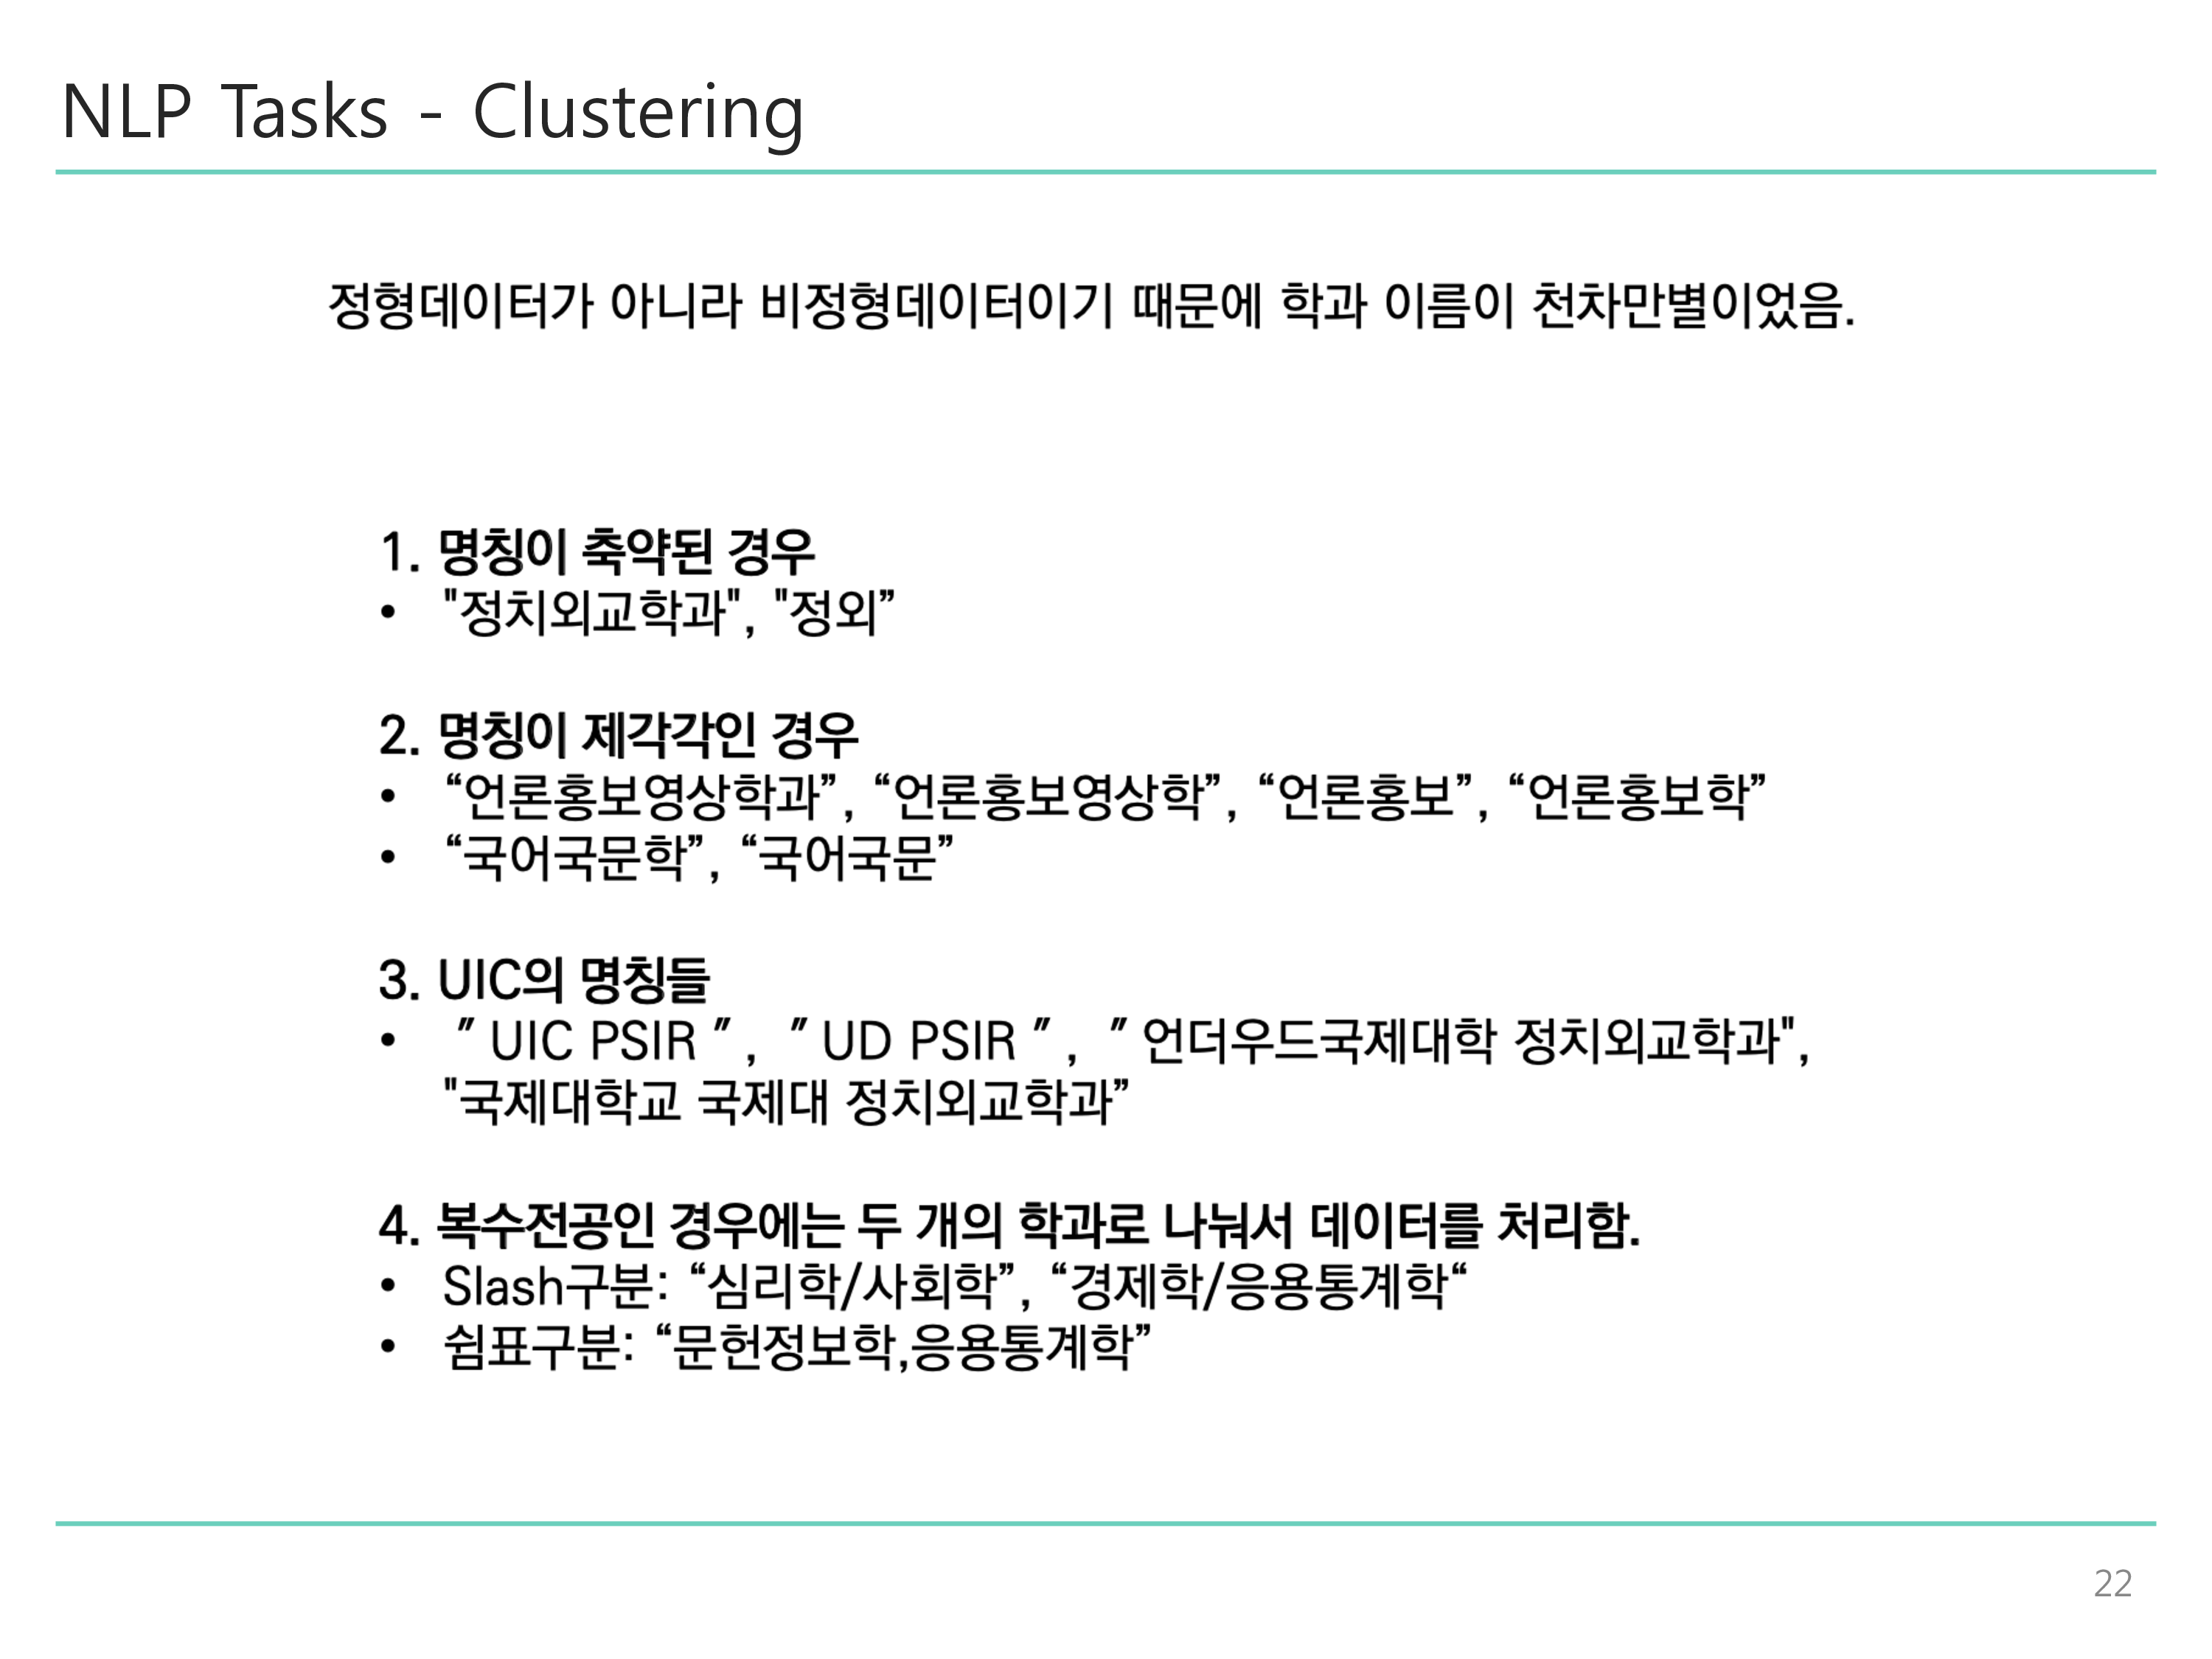 NLP Tasks - Clustering
정형데이터가 아니라 비정형데이터이기 때문에 학과 이름이 천차만별이었음.
1. 명칭이 축약된 경우
• "정치외교학과", "정외”
2. 명칭이 제각각인 경우
• “언론홍보영상학과”, “언론홍보영상학”, “언론홍보”, “언론홍보학”
• “국어국문학”, “국어국문”
3. UIC의 명칭들
• ″UIC PSIR″, ″UD PSIR″, ″언더우드국제대학 정치외교학과",
"국제대학교 국제대 정치외교학과”
4. 복수전공인 경우에는 두 개의 학과로 나눠서 데이터를 처리함.
• Slash구분: “심리학/사회학”, “경제학/응용통계학“
• 쉼표구분: “문헌정보학,응용통계학”
22